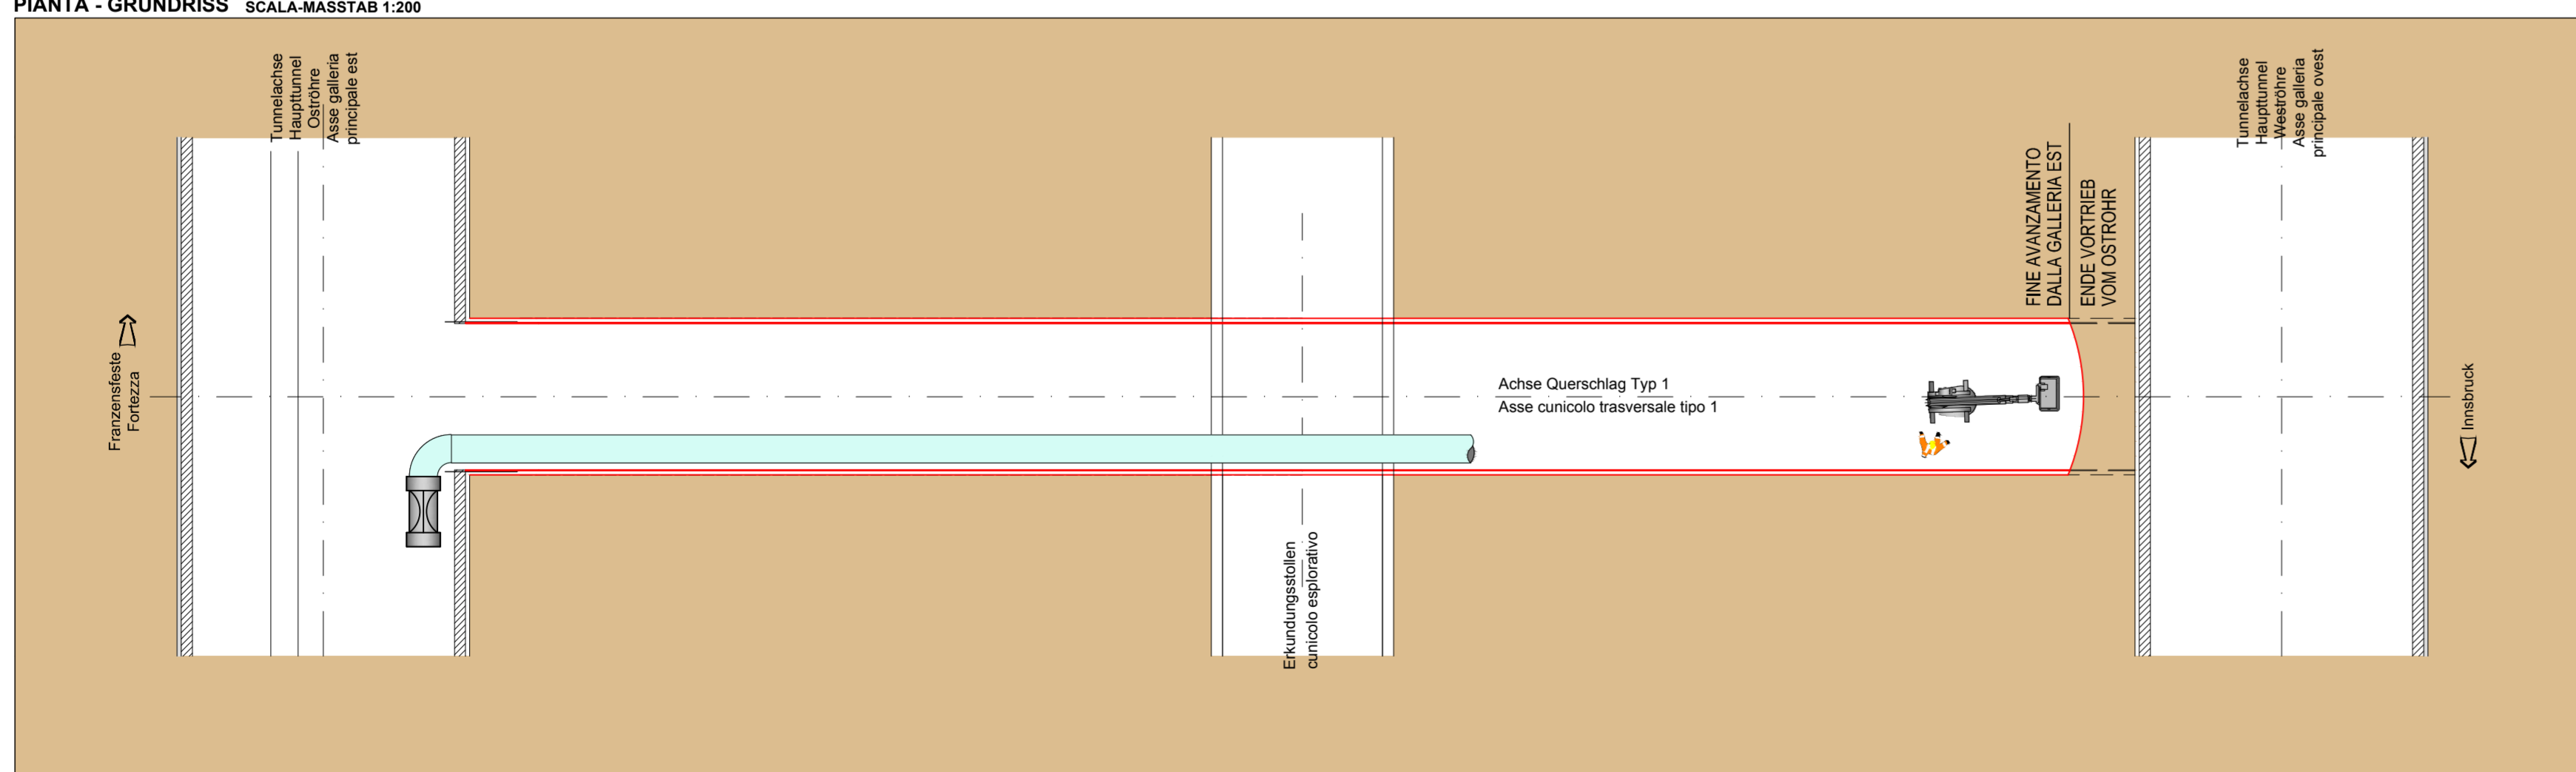 PIANTA - GRUNDRISS SCALA-MASSTAB 1:200
Tunnelachse
Haupttunnel
Oströhre
Asse galleria
principale est
Franzensfeste
Fortezza
Achse Querschlag Typ 1
Asse cunicolo trasversale tipo 1
Erkundungsstollen
cunicolo esplorativo
FINE AVANZAMENTO
DALLA GALLERIA EST
ENDE VORTRIEB
VOM OSTROHR
Tunnelachse
Haupttunnel
Weströhre
Asse galleria
principale ovest
Innsbruck